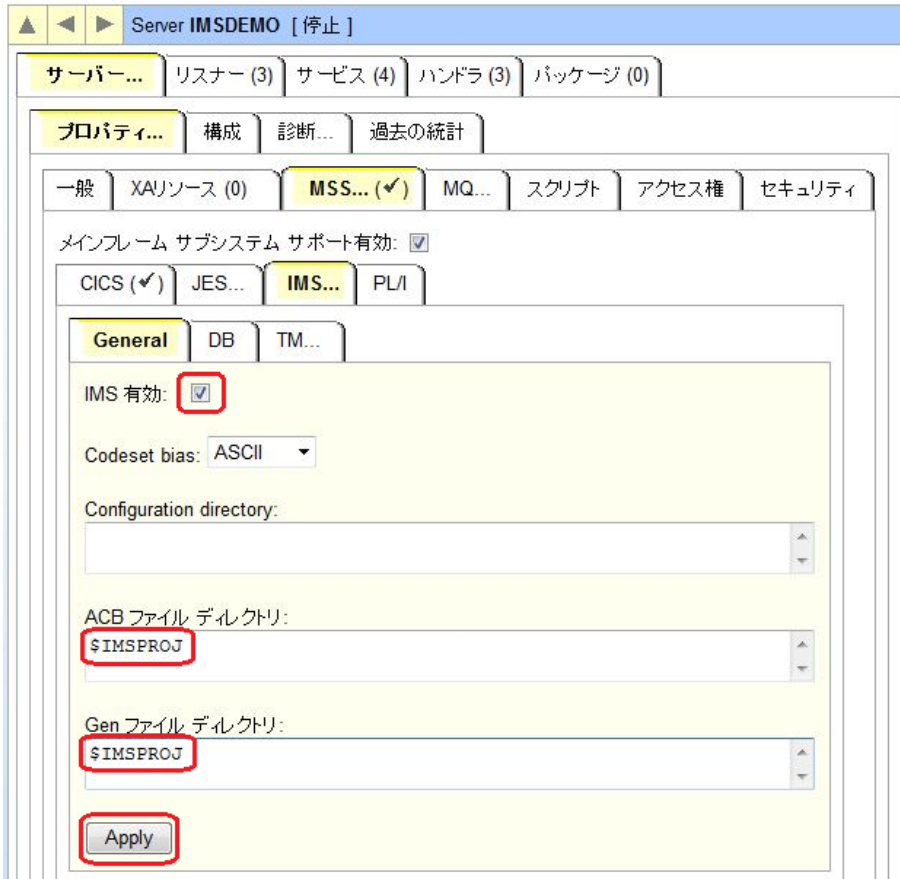 Server IMSDEMO [ 停止 ]
サーバー... リスナー (3) サービス (4) ハンドラ (3) パッケージ (0)
プロパティ... 構成 診断... 過去の統計
一般 XAリソース (0) MSS... (✔) MQ... スクリプト アクセス権 セキュリティ
メインフレーム サブシステム サポート有効:
CICS (✔) JES... IMS... PL/I
General DB TM...
IMS 有効:
Codeset bias: ASCII
Configuration directory:
ACB ファイル ディレクトリ:
$IMSPROJ
Gen ファイル ディレクトリ:
$IMSPROJ
Apply